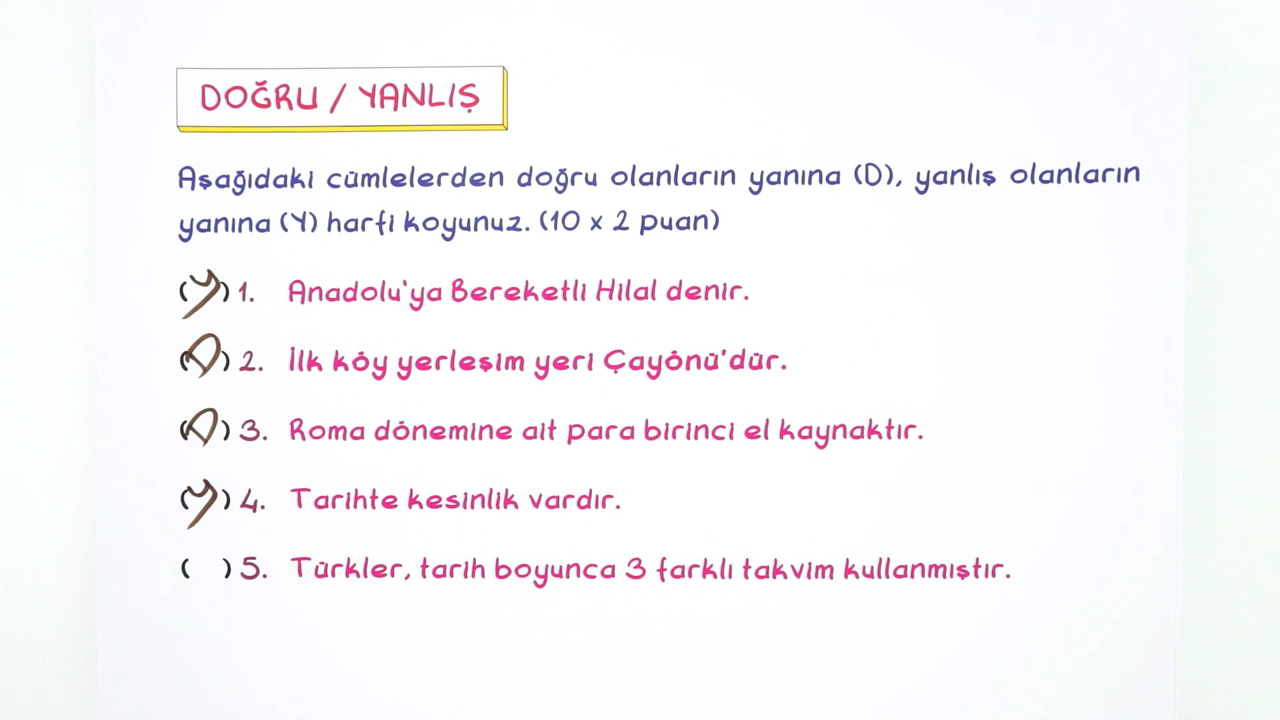 DOĞRU / YANLIŞ
Aşağıdaki cümlelerden doğru olanların yanına (D), yanlış olanların
yanına (Y) harfi koyunuz. (10 x 2 puan)
(Y) 1. Anadolu'ya Bereketli Hilal denir.
(D) 2. İlk köy yerleşim yeri Çayönü'dür.
(D) 3. Roma dönemine ait para birinci el kaynaktır.
(Y) 4. Tarihte kesinlik vardır.
( ) 5. Türkler, tarih boyunca 3 farklı takvim kullanmıştır.